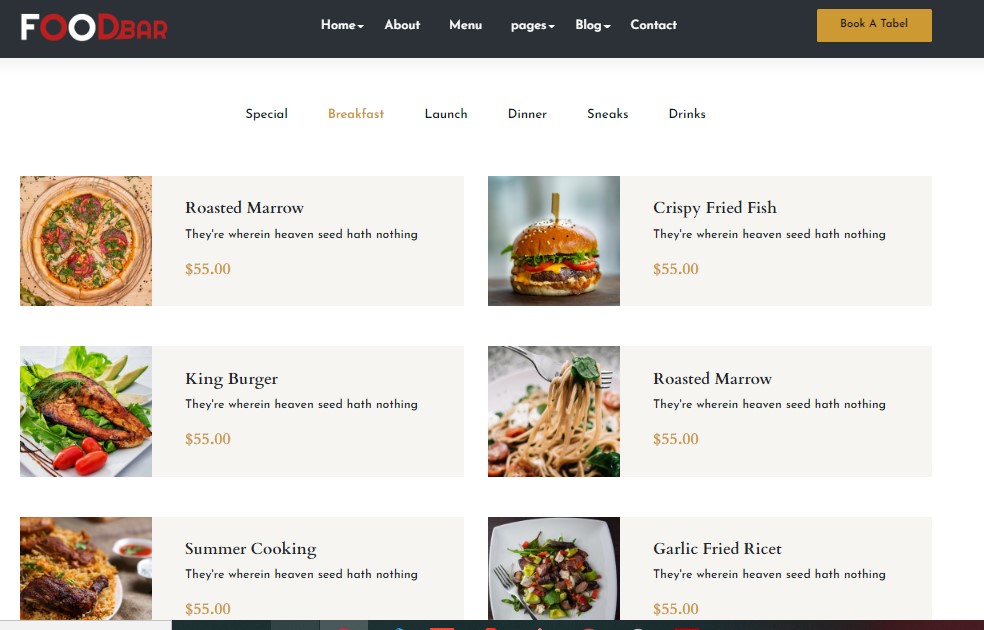 FOODBAR
Home About Menu pages Blog Contact
Book A Tabel
Special Breakfast Launch Dinner Sneaks Drinks
Roasted Marrow
They're wherein heaven seed hath nothing
$55.00
Crispy Fried Fish
They're wherein heaven seed hath nothing
$55.00
King Burger
They're wherein heaven seed hath nothing
$55.00
Roasted Marrow
They're wherein heaven seed hath nothing
$55.00
Summer Cooking
They're wherein heaven seed hath nothing
$55.00
Garlic Fried Ricet
They're wherein heaven seed hath nothing
$55.00